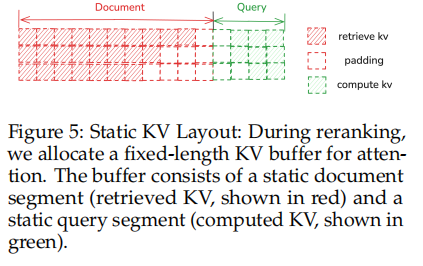 Document
Query
retrieve kv
padding
compute kv
Figure 5: Static KV Layout: During reranking,
we allocate a fixed-length KV buffer for atten-
tion. The buffer consists of a static document
segment (retrieved KV, shown in red) and a
static query segment (computed KV, shown in
green).